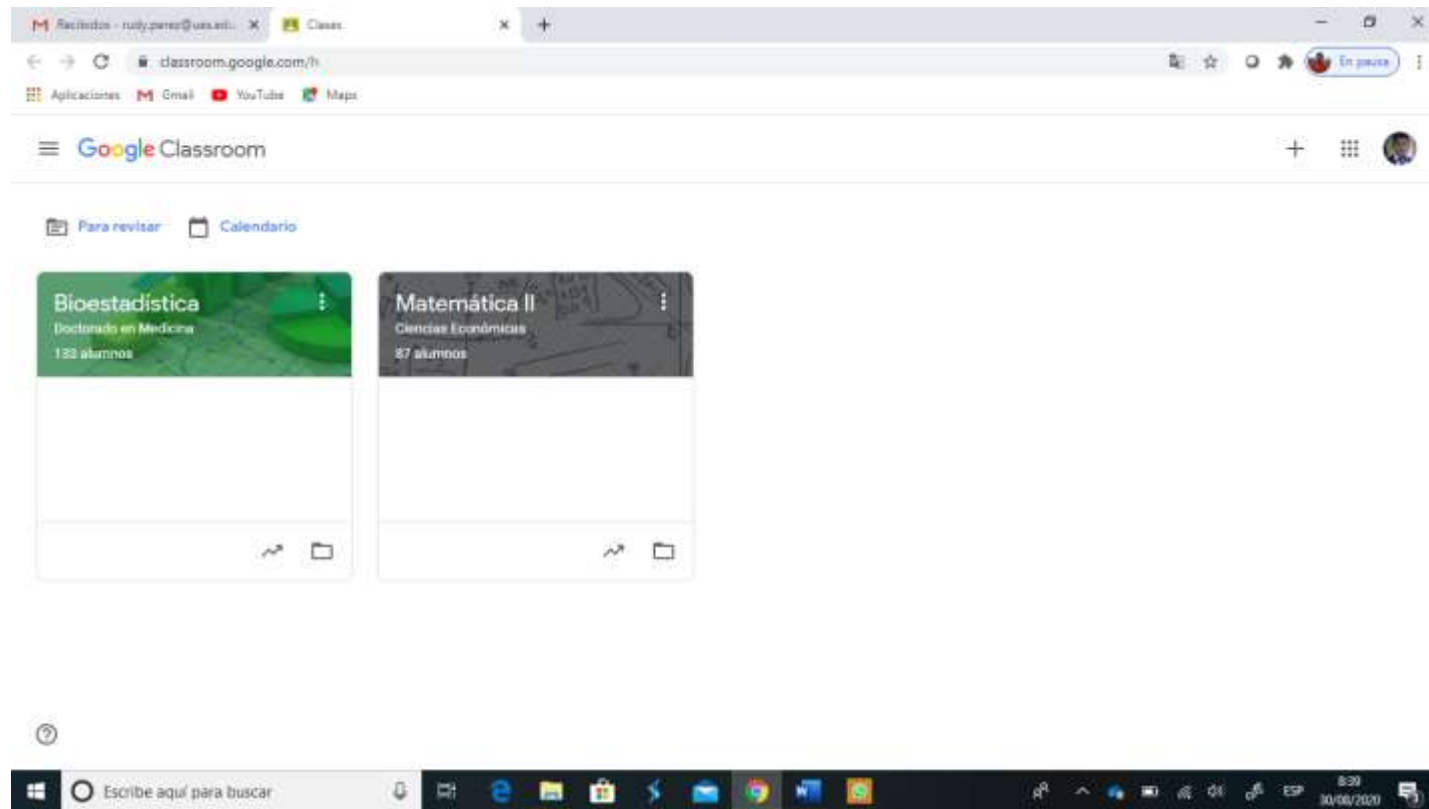 Recibidos - rudy.perez@ues.edu.
Clases
classroom.google.com/h
En pausa
Aplicaciones
Gmail
YouTube
Maps
Google Classroom
Para revisar
Calendario
Bioestadística
Doctorado en Medicina
133 alumnos
Matemática II
Ciencias Económicas
87 alumnos
Escribe aquí para buscar
ESP
8:39
30/08/2020